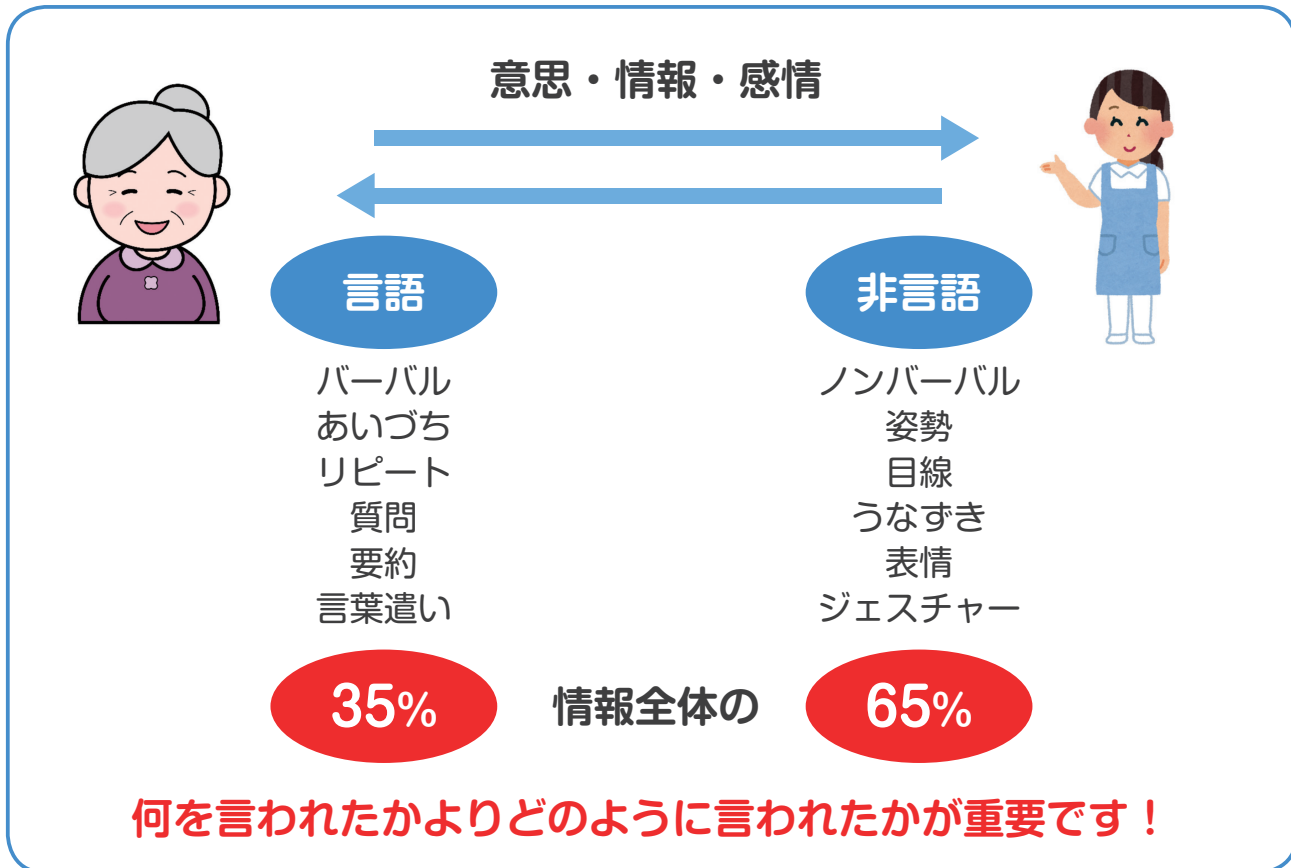 意思・情報・感情
言語
バーバル
あいづち
リピート
質問
要約
言葉遣い
35%
非言語
ノンバーバル
姿勢
目線
うなずき
表情
ジェスチャー
65%
情報全体の
何を言われたかよりどのように言われたかが重要です！